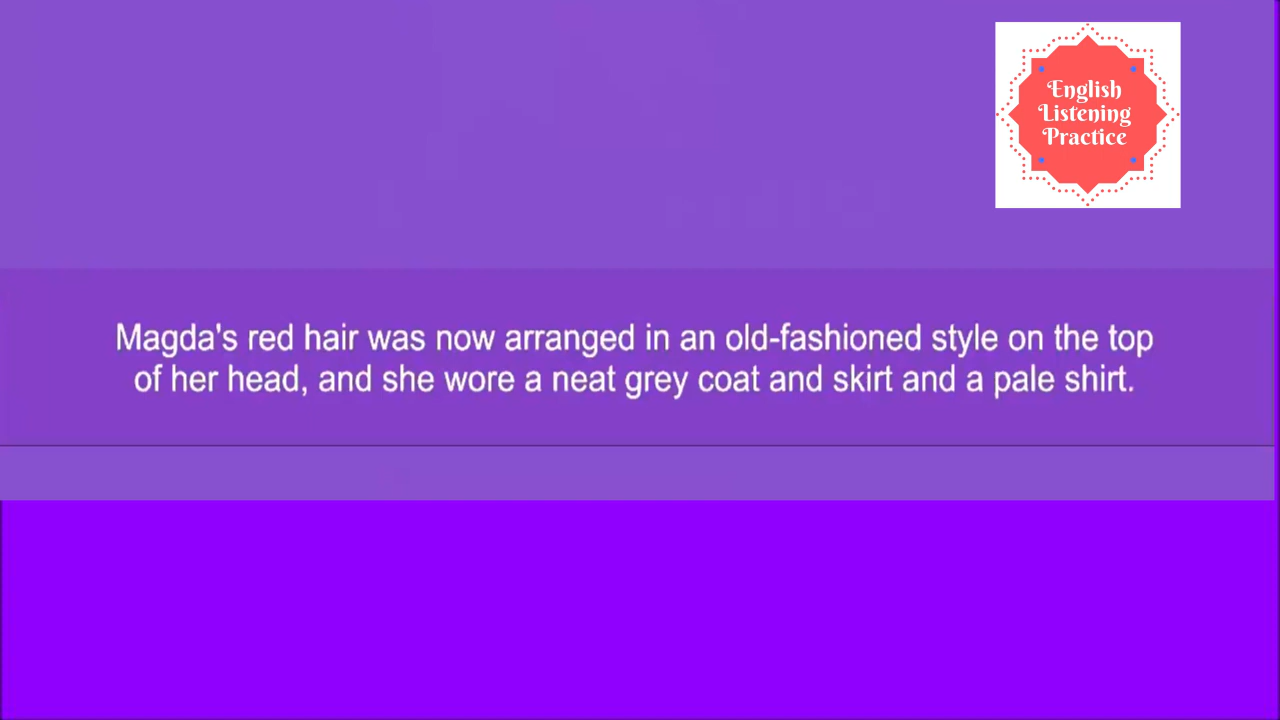 English
Listening
Practice
Magda's red hair was now arranged in an old-fashioned style on the top
of her head, and she wore a neat grey coat and skirt and a pale shirt.